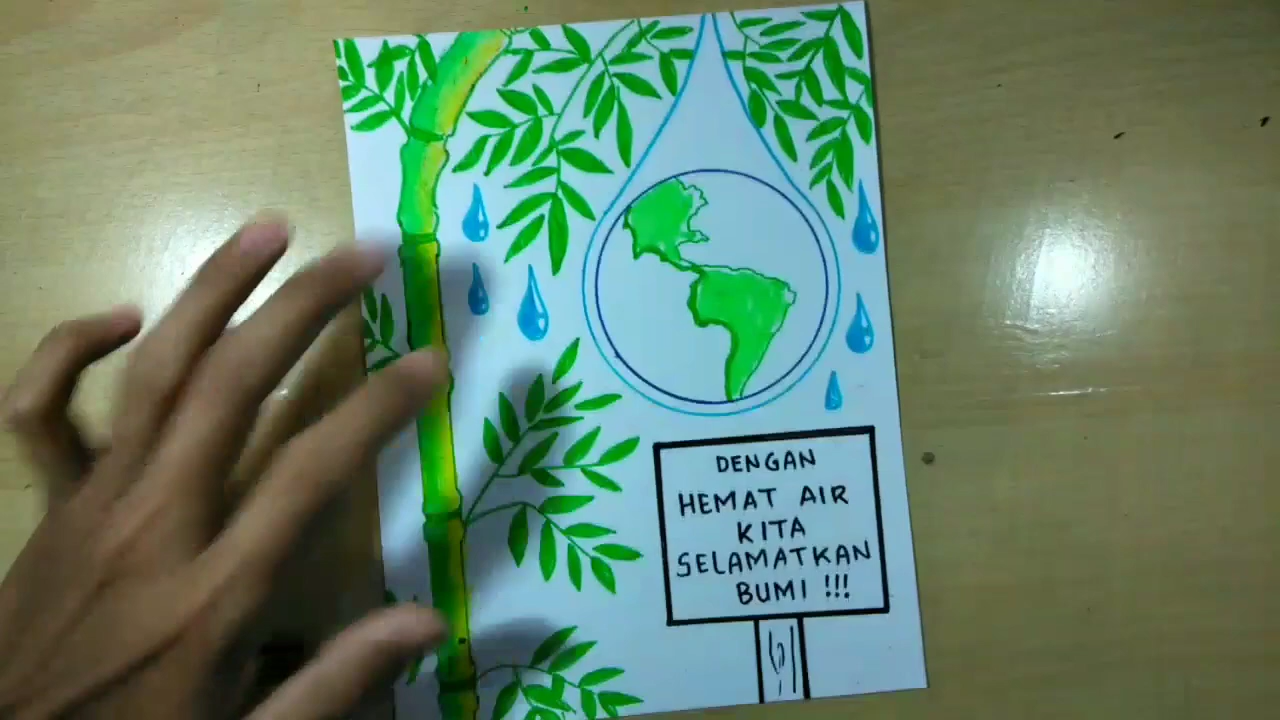 DENGAN
HEMAT AIR
KITA
SELAMATKAN
BUMI !!!